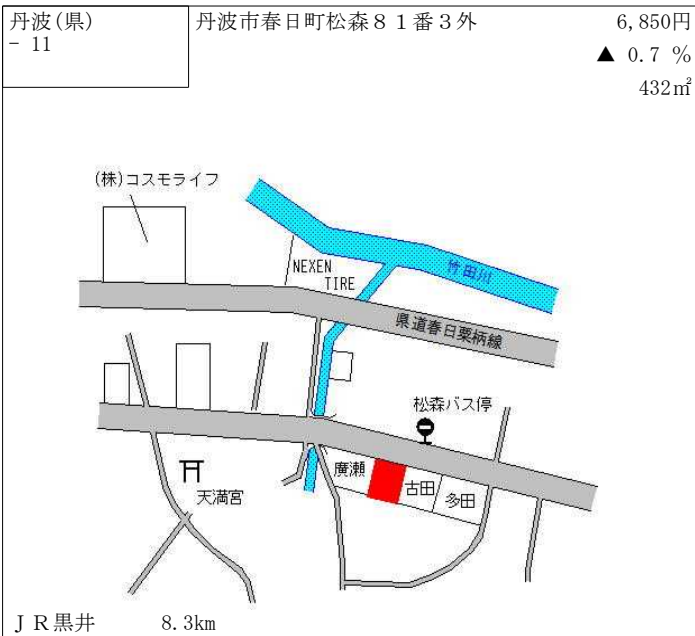 丹波(県)
- 11
丹波市春日町松森８１番３外
6,850円
▲ 0.7 %
432㎡
(株)コスモライフ
NEXEN
TIRE
竹田川
県道春日栗柄線
松森バス停
廣瀬
古田
多田
天満宮
ＪＲ黒井 8.3km